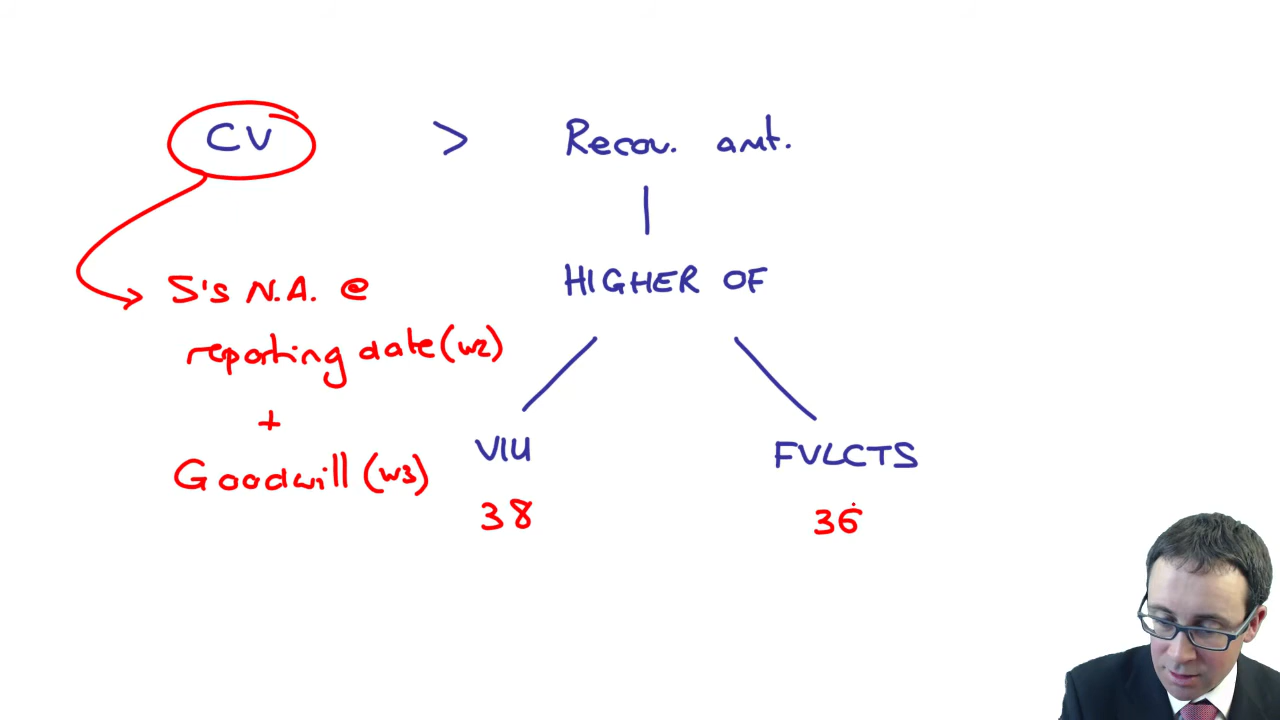 CV > Recov. amt.
HIGHER OF
S's N.A. @
reporting date (W2)
+
Goodwill (W3)
VIU FVLCTS
38 36